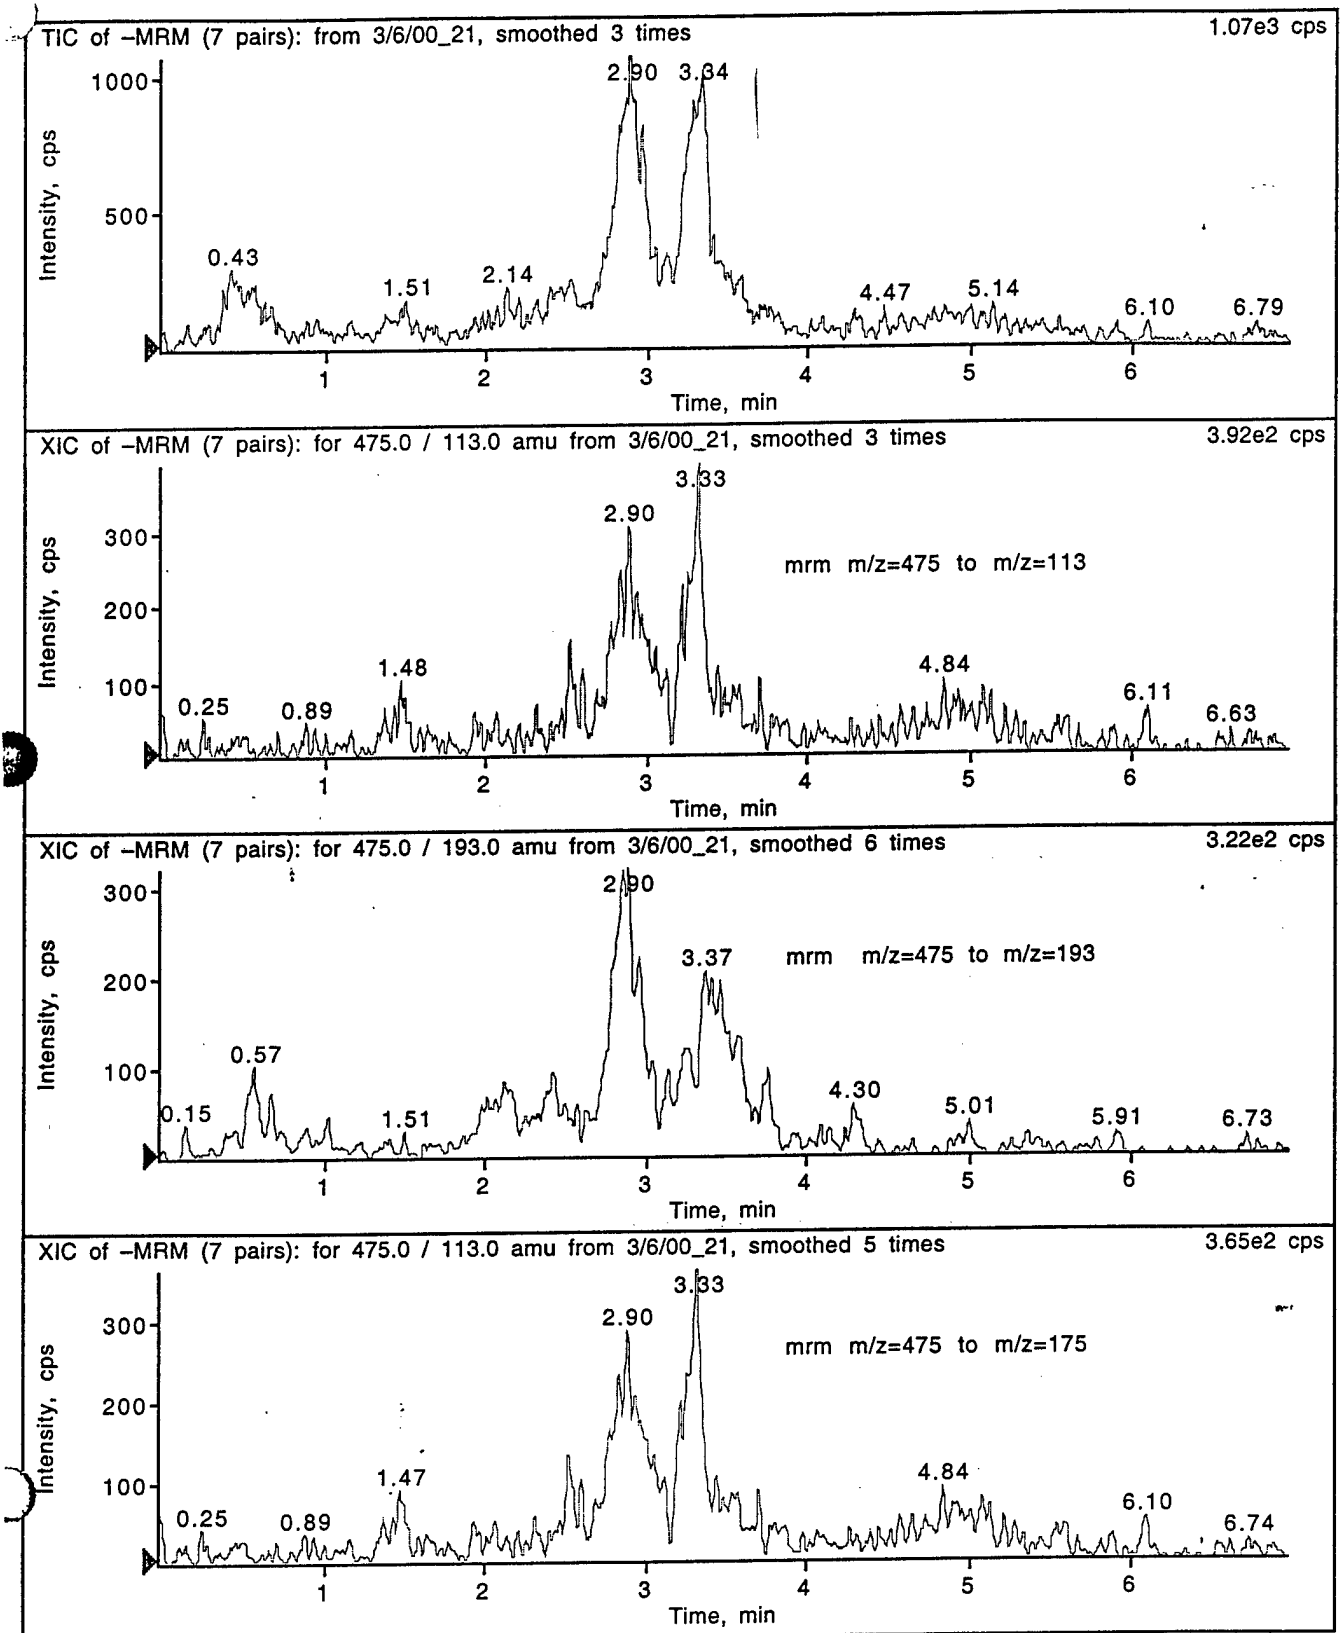 TIC of –MRM (7 pairs): from 3/6/00_21, smoothed 3 times 1.07e3 cps
2.90 3.34
1000
500
0.43
1.51
2.14
4.47
5.14
6.10
6.79
Intensity, cps
1 2 3 4 5 6
Time, min
XIC of –MRM (7 pairs): for 475.0 / 113.0 amu from 3/6/00_21, smoothed 3 times 3.92e2 cps
3.33
2.90
300
mrm m/z=475 to m/z=113
200
100
1.48
4.84
0.25
0.89
6.11
6.63
Intensity, cps
1 2 3 4 5 6
Time, min
XIC of –MRM (7 pairs): for 475.0 / 193.0 amu from 3/6/00_21, smoothed 6 times 3.22e2 cps
300
2.90
3.37
mrm m/z=475 to m/z=193
200
100
0.57
0.15
1.51
4.30
5.01
5.91
6.73
Intensity, cps
1 2 3 4 5 6
Time, min
XIC of –MRM (7 pairs): for 475.0 / 113.0 amu from 3/6/00_21, smoothed 5 times 3.65e2 cps
3.33
2.90
300
mrm m/z=475 to m/z=175
200
100
1.47
4.84
0.25
0.89
6.10
6.74
Intensity, cps
1 2 3 4 5 6
Time, min